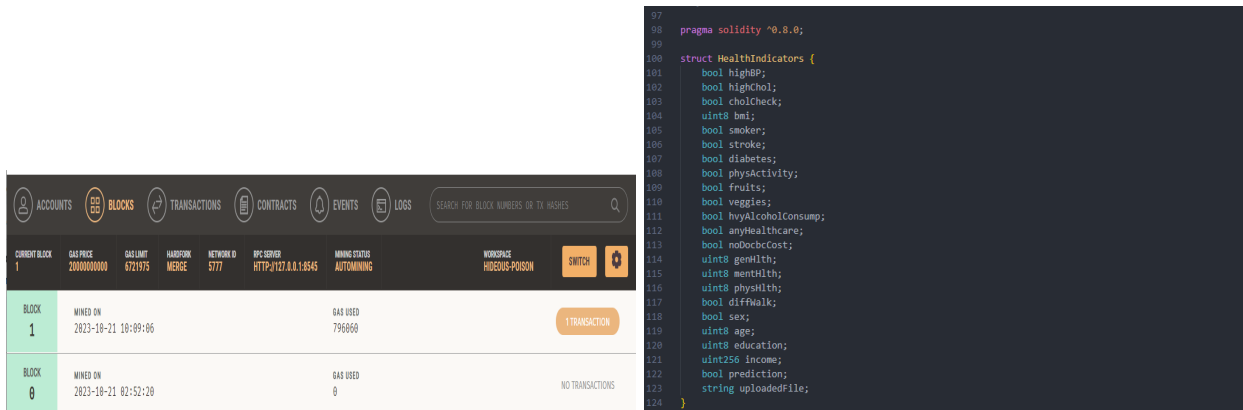 ACCOUNTS BLOCKS TRANSACTIONS CONTRACTS EVENTS LOGS SEARCH FOR BLOCK NUMBERS OR TX HASHES
CURRENT BLOCK GAS PRICE GAS LIMIT HARDFORK NETWORK ID RPC SERVER MINING STATUS WORKSPACE
1 20000000000 6721975 MERGE 5777 HTTP://127.0.0.1:8545 AUTOMINING HIDEOUS-POISON SWITCH
BLOCK MINED ON GAS USED
1 2023-10-21 10:09:06 796060 1 TRANSACTION
BLOCK MINED ON GAS USED
0 2023-10-21 02:52:20 0 NO TRANSACTIONS
97
98 pragma solidity ^0.8.0;
99
100 struct HealthIndicators {
101 bool highBP;
102 bool highChol;
103 bool cholCheck;
104 uint8 bmi;
105 bool smoker;
106 bool stroke;
107 bool diabetes;
108 bool physActivity;
109 bool fruits;
110 bool veggies;
111 bool hvyAlcoholConsump;
112 bool anyHealthcare;
113 bool noDocbcCost;
114 uint8 genHlth;
115 uint8 mentHlth;
116 uint8 physHlth;
117 bool diffWalk;
118 bool sex;
119 uint8 age;
120 uint8 education;
121 uint256 income;
122 bool prediction;
123 string uploadedFile;
124 }